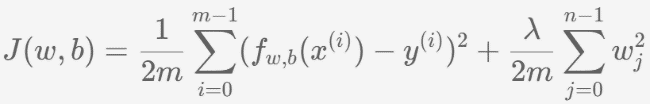 J(w, b) = \frac{1}{2m} \sum_{i=0}^{m-1} (f_{w,b}(x^{(i)}) - y^{(i)})^2 + \frac{\lambda}{2m} \sum_{j=0}^{n-1} w_j^2